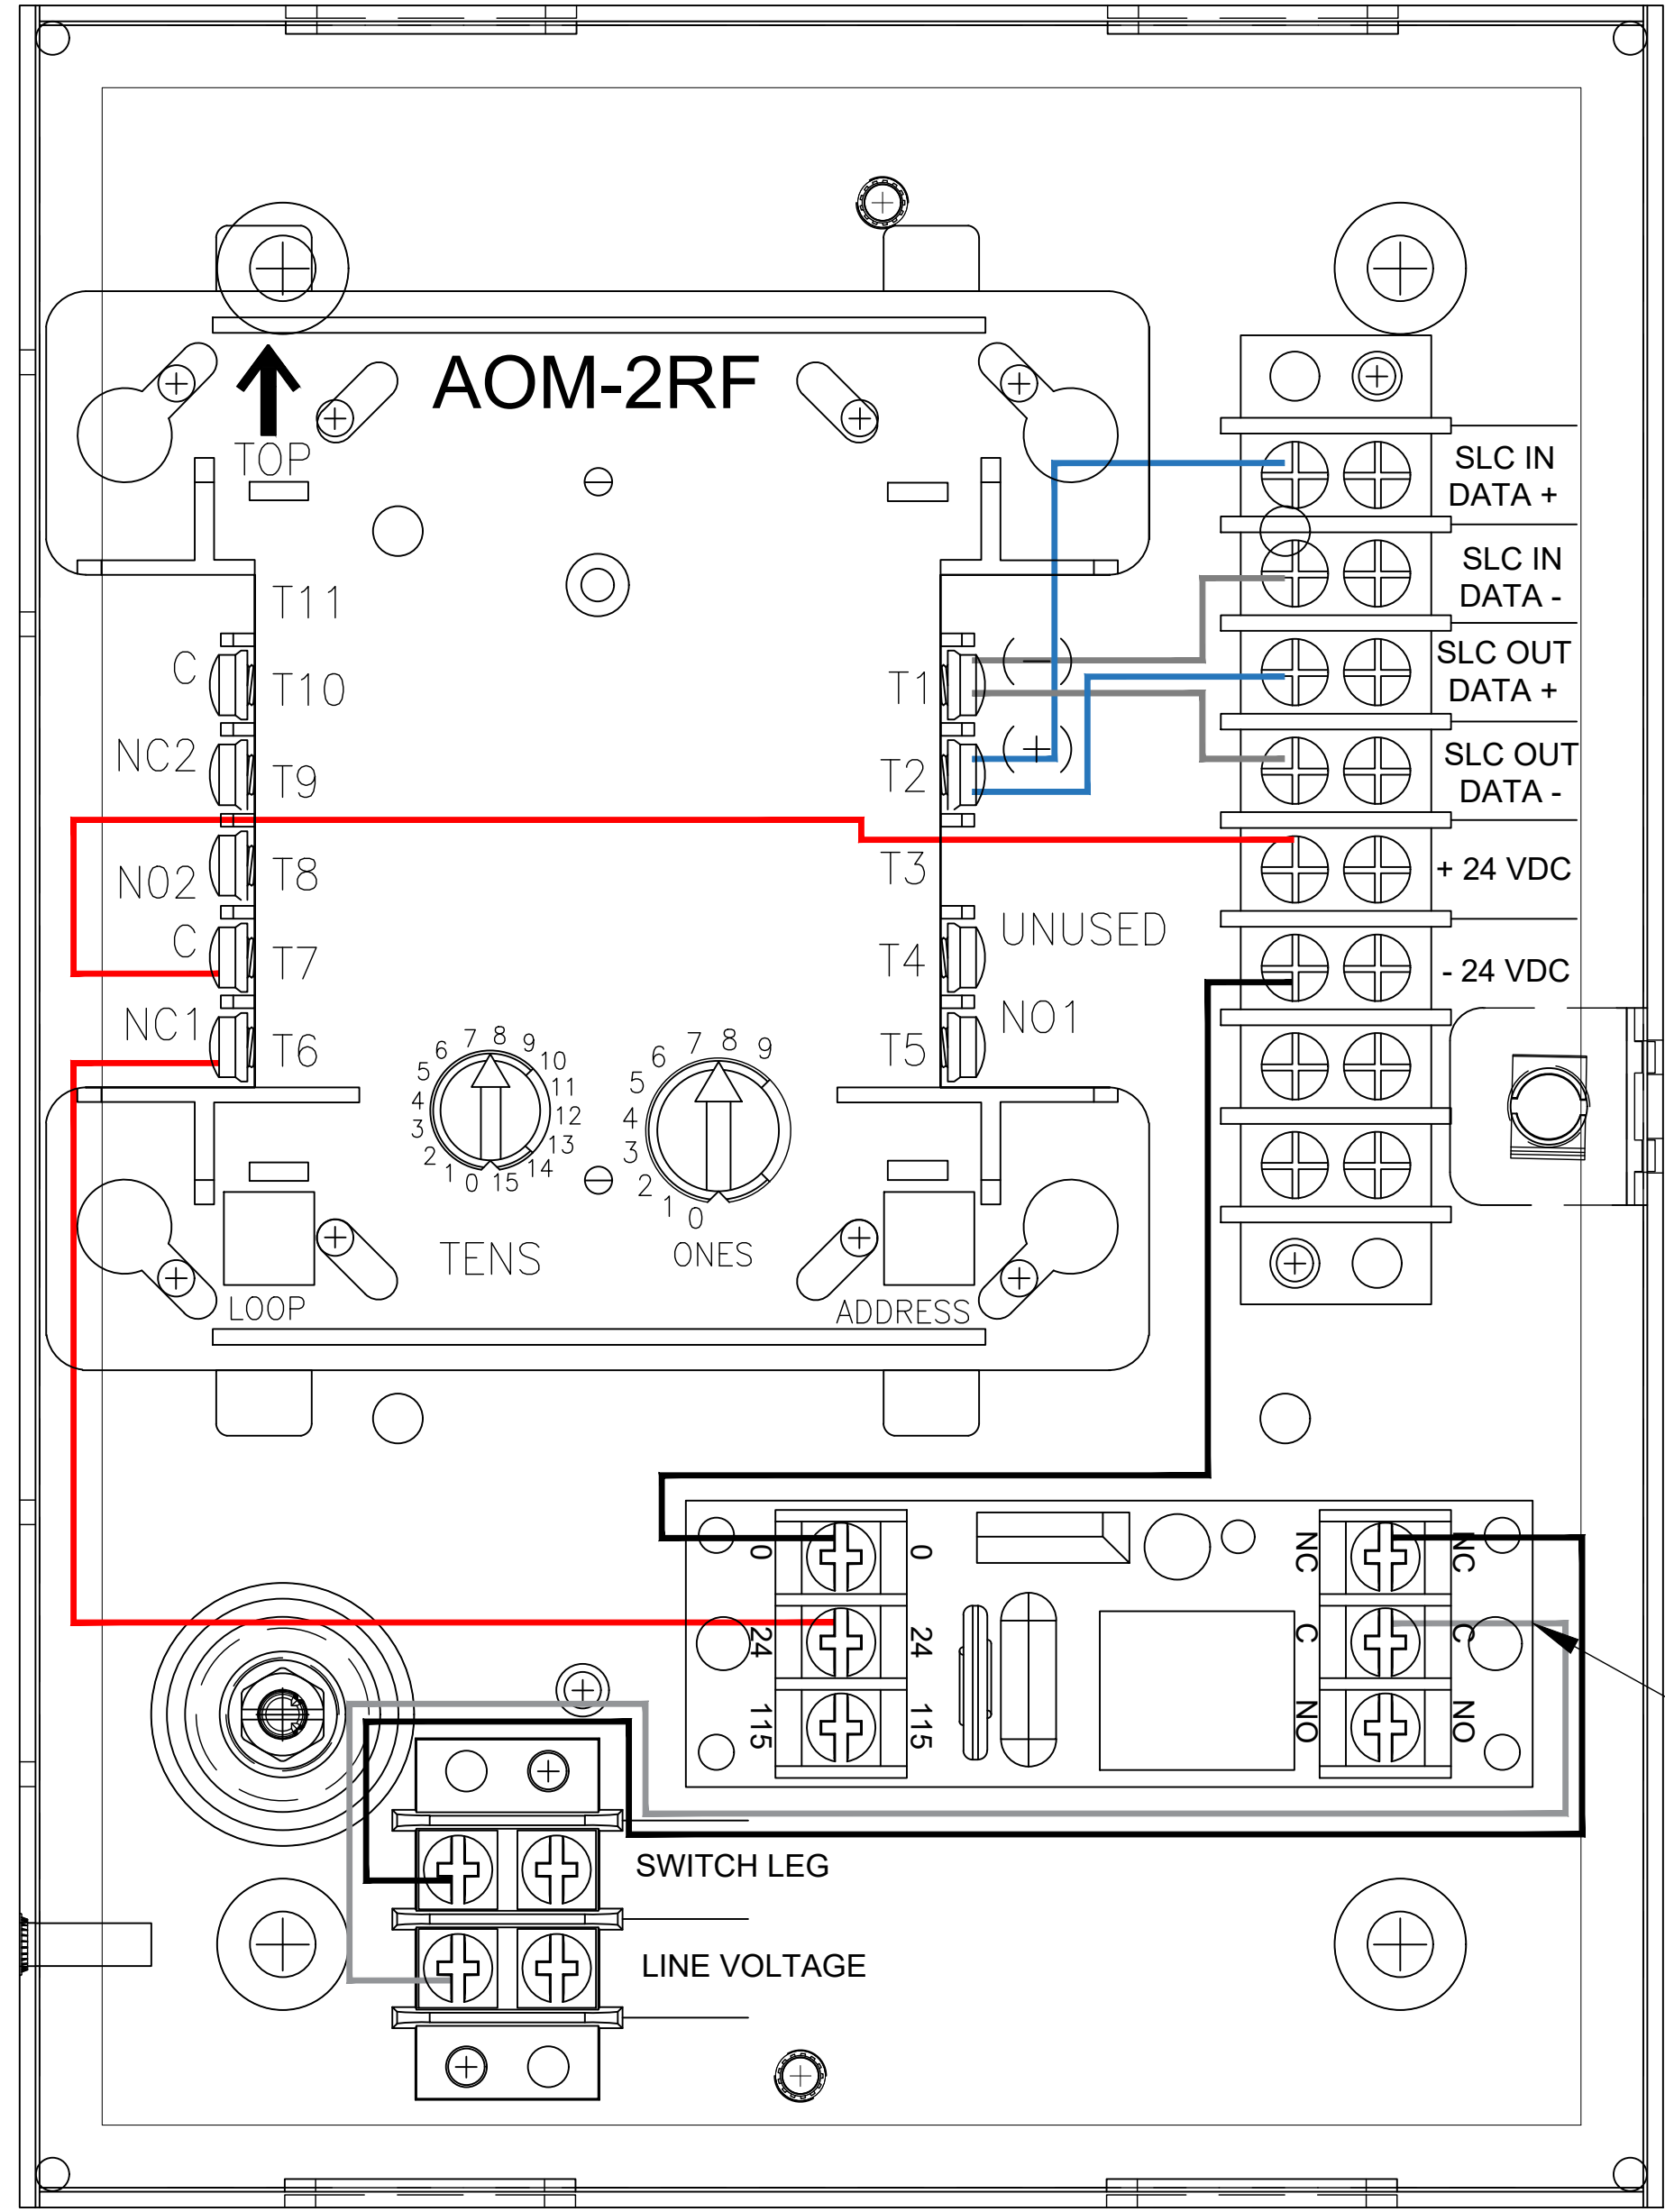 AOM-2RF
TOP
SLC IN
DATA +
SLC IN
DATA -
SLC OUT
DATA +
SLC OUT
DATA -
+ 24 VDC
- 24 VDC
T11
C
T10
NC2
T9
NO2
T8
C
T7
NC1
T6
T1
(-)
T2
(+)
T3
T4
UNUSED
T5
NO1
0 1 2 3 4 5 6 7 8 9 10 11 12 13 14 15
TENS
0 1 2 3 4 5 6 7 8 9
ONES
LOOP
ADDRESS
0
0
24
24
115
115
NC
NC
C
C
NO
NO
SWITCH LEG
LINE VOLTAGE